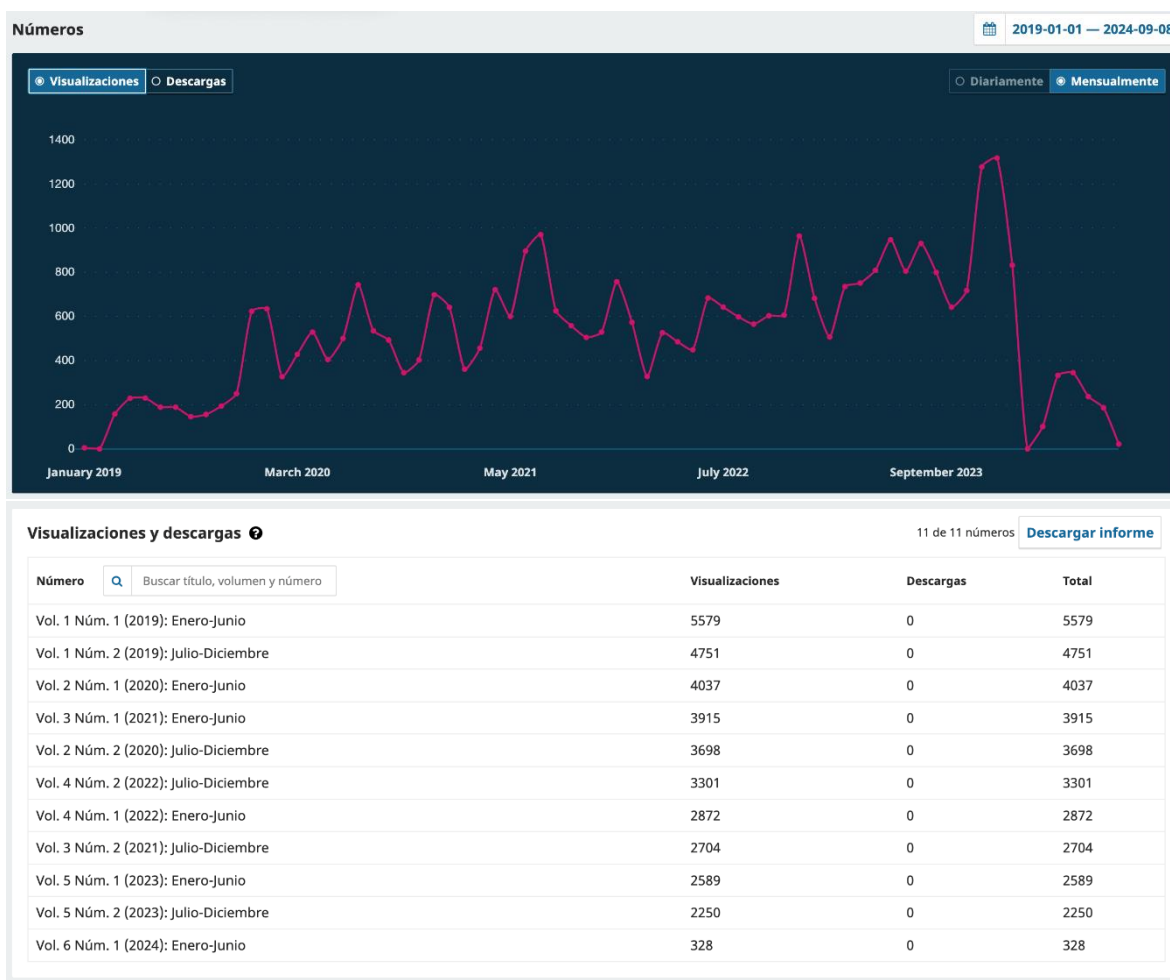 Números
2019-01-01 — 2024-09-08
Visualizaciones Descargas
Diariamente Mensualmente
1400
1200
1000
800
600
400
200
0
January 2019 March 2020 May 2021 July 2022 September 2023
Visualizaciones y descargas ?
11 de 11 números Descargar informe
Número Buscar título, volumen y número Visualizaciones Descargas Total
Vol. 1 Núm. 1 (2019): Enero-Junio 5579 0 5579
Vol. 1 Núm. 2 (2019): Julio-Diciembre 4751 0 4751
Vol. 2 Núm. 1 (2020): Enero-Junio 4037 0 4037
Vol. 3 Núm. 1 (2021): Enero-Junio 3915 0 3915
Vol. 2 Núm. 2 (2020): Julio-Diciembre 3698 0 3698
Vol. 4 Núm. 2 (2022): Julio-Diciembre 3301 0 3301
Vol. 4 Núm. 1 (2022): Enero-Junio 2872 0 2872
Vol. 3 Núm. 2 (2021): Julio-Diciembre 2704 0 2704
Vol. 5 Núm. 1 (2023): Enero-Junio 2589 0 2589
Vol. 5 Núm. 2 (2023): Julio-Diciembre 2250 0 2250
Vol. 6 Núm. 1 (2024): Enero-Junio 328 0 328